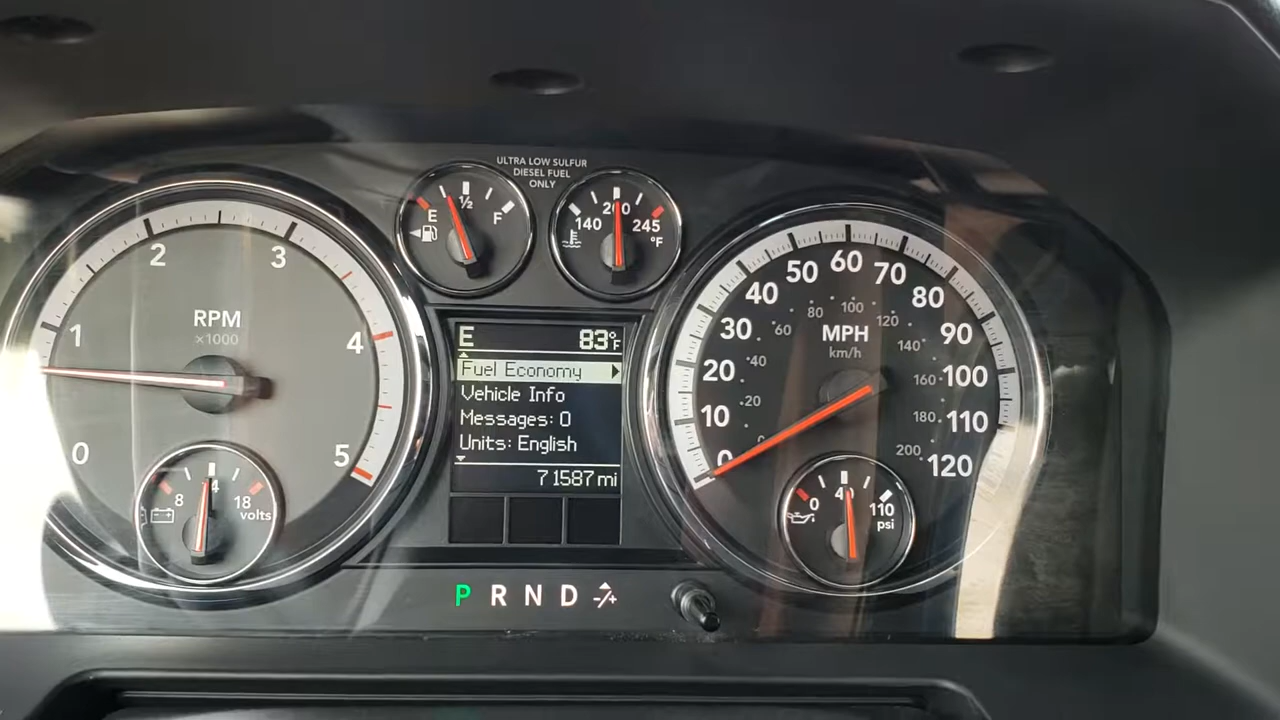 ULTRA LOW SULFUR
DIESEL FUEL
ONLY
E ½ F
140 200 245
°F
0 1 2 3 4 5
RPM
×1000
8 14 18
volts
E 83°F
Fuel Economy
Vehicle Info
Messages: 0
Units: English
71587 mi
0 10 20 30 40 50 60 70 80 90 100 110 120
MPH
km/h
0 20 40 60 80 100 120 140 160 180 200
0 40 110
psi
P R N D -/+